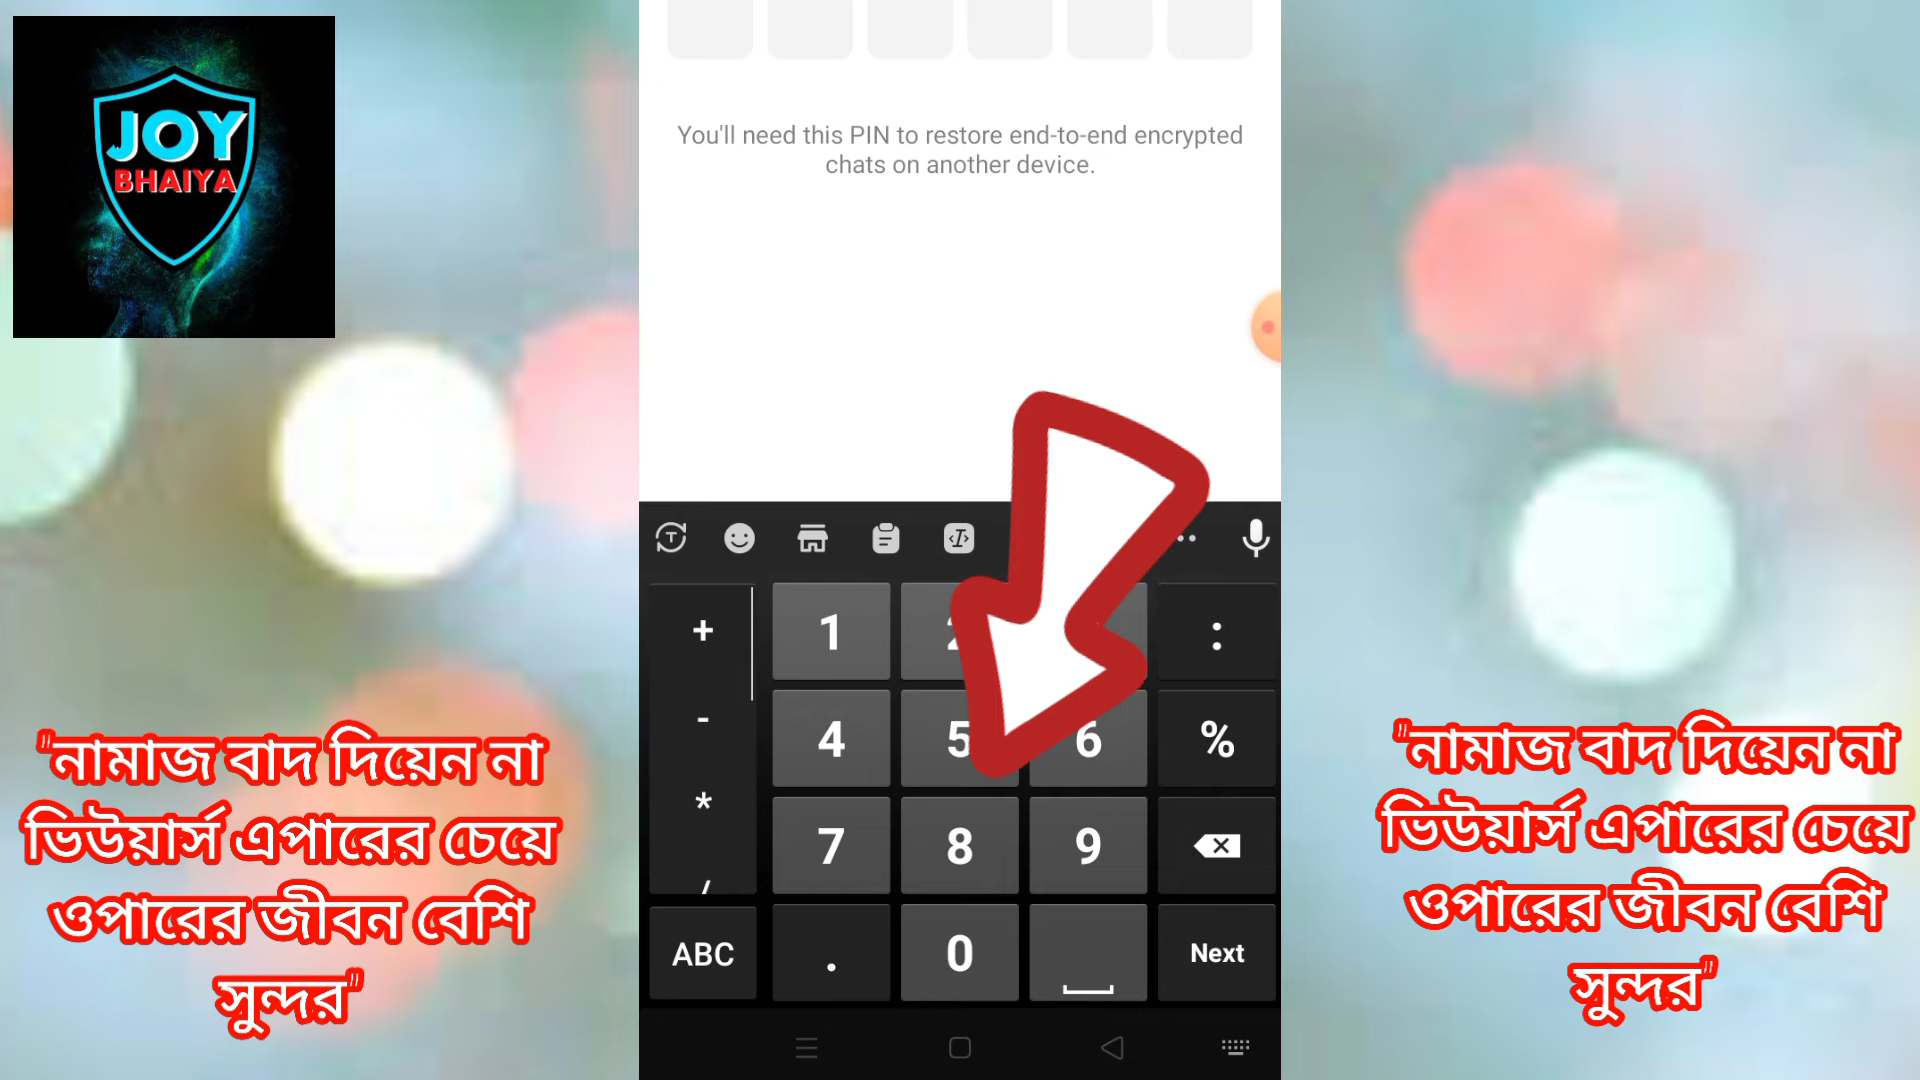 JOY
BHAIYA
You'll need this PIN to restore end-to-end encrypted
chats on another device.
+ 1 2 :
- 4 5 6 %
* 7 8 9
/
ABC . 0 Next
"নামাজ বাদ দিয়েন না
ভিউয়ার্স এপারের চেয়ে
ওপারের জীবন বেশি
সুন্দর"
"নামাজ বাদ দিয়েন না
ভিউয়ার্স এপারের চেয়ে
ওপারের জীবন বেশি
সুন্দর"